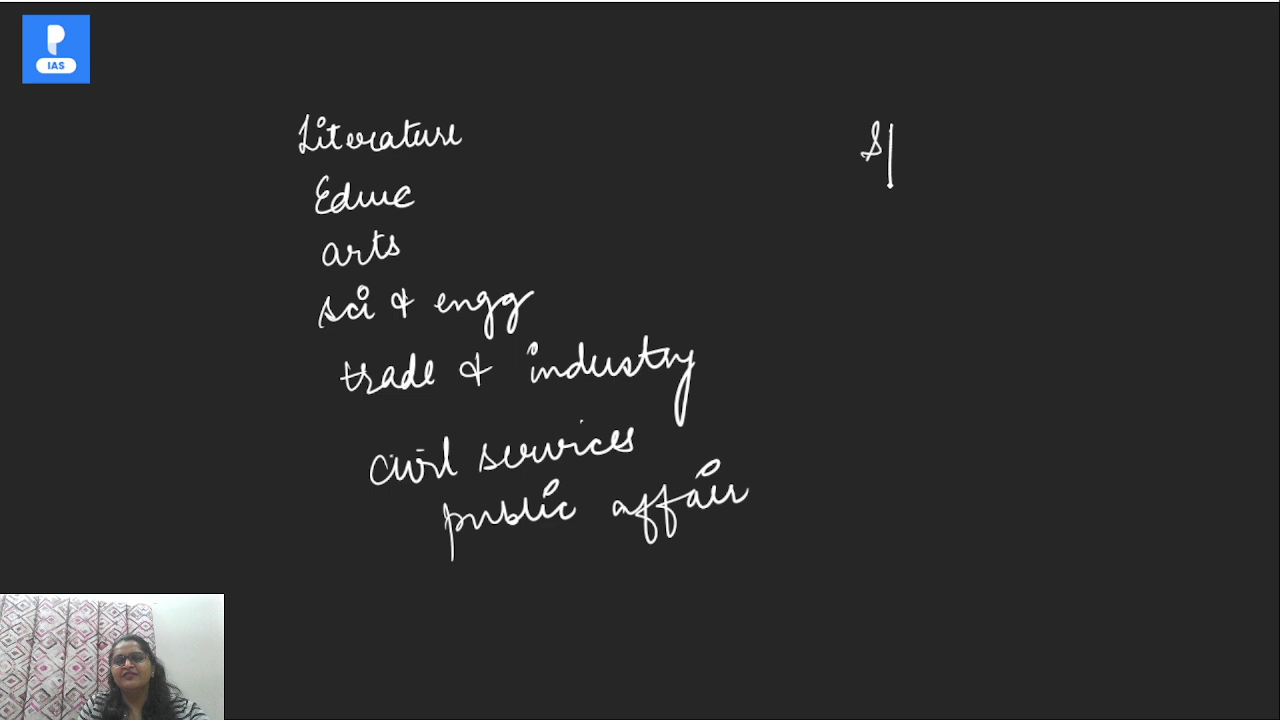 P
IAS
Literature
Educ
arts
sci & engg
trade & industry
civil services
public affair